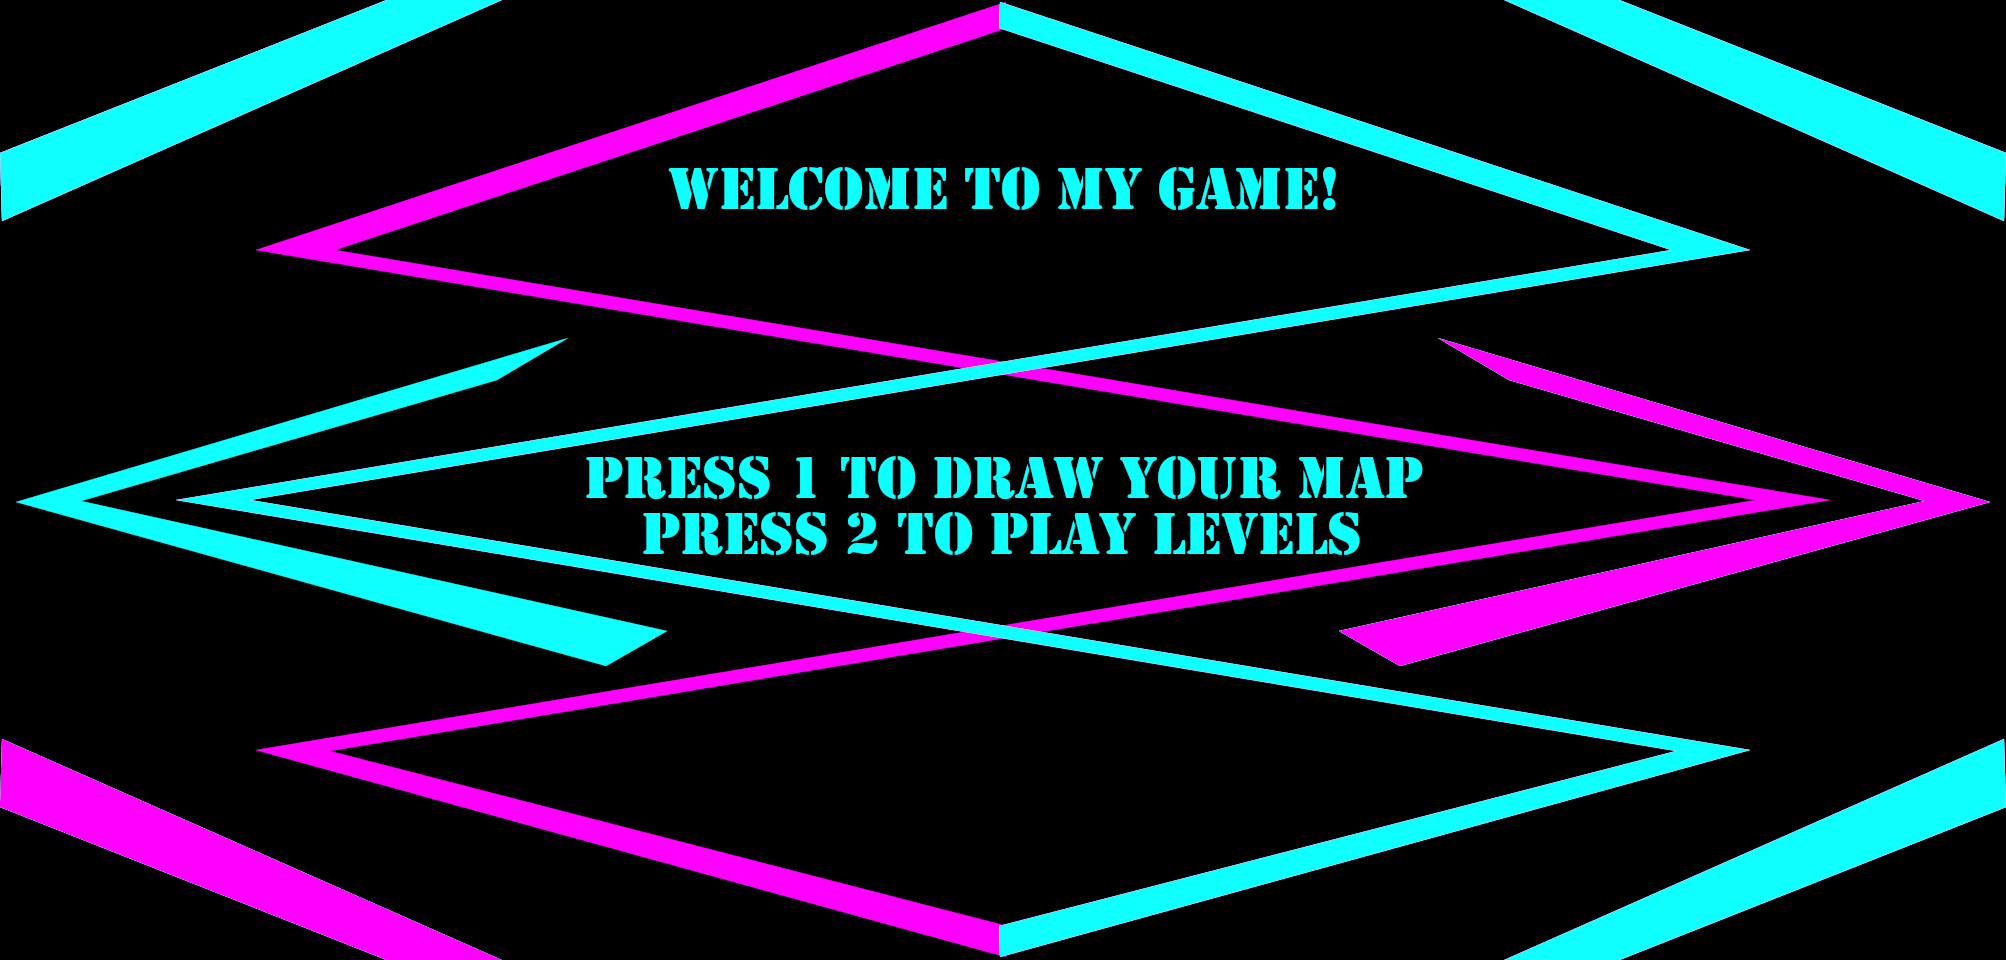 WELCOME TO MY GAME!
PRESS 1 TO DRAW YOUR MAP
PRESS 2 TO PLAY LEVELS